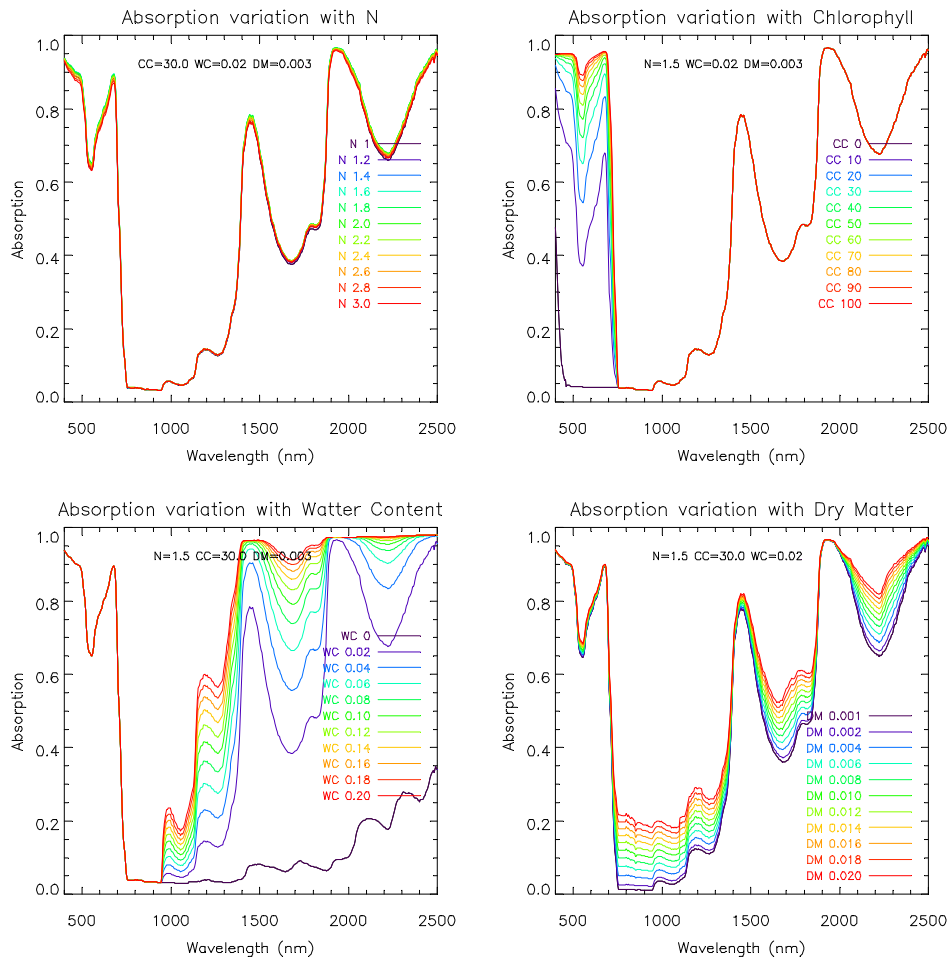 Absorption variation with N
CC=30.0 WC=0.02 DM=0.003
1.0
0.8
0.6
0.4
0.2
0.0
Absorption
N 1
N 1.2
N 1.4
N 1.6
N 1.8
N 2.0
N 2.2
N 2.4
N 2.6
N 2.8
N 3.0
500 1000 1500 2000 2500
Wavelength (nm)
Absorption variation with Chlorophyll
N=1.5 WC=0.02 DM=0.003
1.0
0.8
0.6
0.4
0.2
0.0
Absorption
CC 0
CC 10
CC 20
CC 30
CC 40
CC 50
CC 60
CC 70
CC 80
CC 90
CC 100
500 1000 1500 2000 2500
Wavelength (nm)
Absorption variation with Watter Content
N=1.5 CC=30.0 DM=0.003
1.0
0.8
0.6
0.4
0.2
0.0
Absorption
WC 0
WC 0.02
WC 0.04
WC 0.06
WC 0.08
WC 0.10
WC 0.12
WC 0.14
WC 0.16
WC 0.18
WC 0.20
500 1000 1500 2000 2500
Wavelength (nm)
Absorption variation with Dry Matter
N=1.5 CC=30.0 WC=0.02
1.0
0.8
0.6
0.4
0.2
0.0
Absorption
DM 0.001
DM 0.002
DM 0.004
DM 0.006
DM 0.008
DM 0.010
DM 0.012
DM 0.014
DM 0.016
DM 0.018
DM 0.020
500 1000 1500 2000 2500
Wavelength (nm)